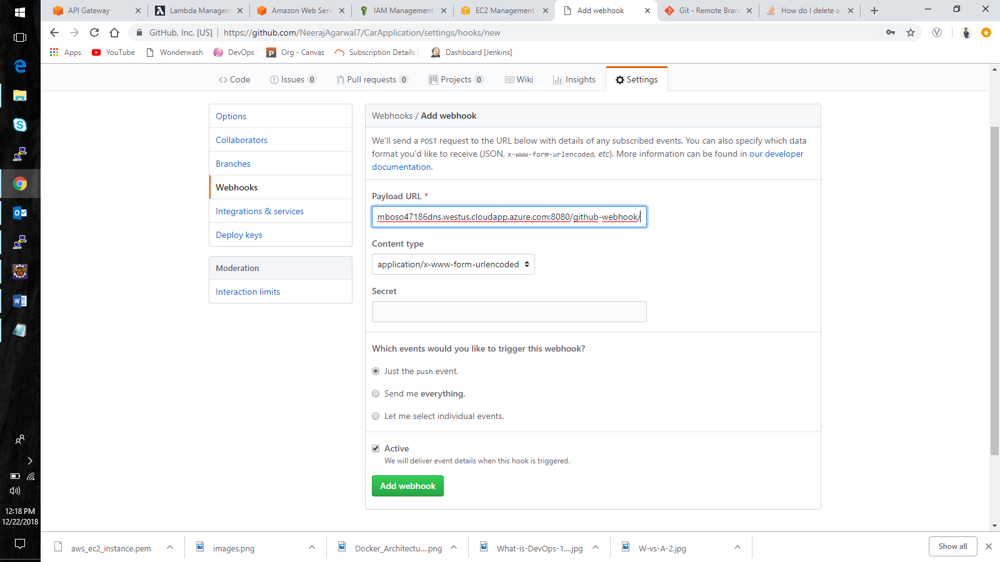 API Gateway
Lambda Managem
Amazon Web Serv
IAM Management
EC2 Management
Add webhook
Git - Remote Bran
How do I delete a
GitHub, Inc. [US]
https://github.com/NeerajAgarwal7/CarApplication/settings/hooks/new
Apps
YouTube
Wonderwash
DevOps
Org - Canvas
Subscription Details
Dashboard [Jenkins]
Code
Issues 0
Pull requests 0
Projects 0
Wiki
Insights
Settings
Options
Collaborators
Branches
Webhooks
Integrations & services
Deploy keys
Moderation
Interaction limits
Webhooks / Add webhook
We'll send a POST request to the URL below with details of any subscribed events. You can also specify which data
format you'd like to receive (JSON, x-www-form-urlencoded, etc). More information can be found in our developer
documentation.
Payload URL *
mboso47186dns.westus.cloudapp.azure.com:8080/github-webhook/
Content type
application/x-www-form-urlencoded
Secret
Which events would you like to trigger this webhook?
Just the push event.
Send me everything.
Let me select individual events.
Active
We will deliver event details when this hook is triggered.
Add webhook
12:18 PM
12/22/2018
aws_ec2_instance.pem
images.png
Docker_Architectu....png
What-is-DevOps-1....jpg
W-vs-A-2.jpg
Show all